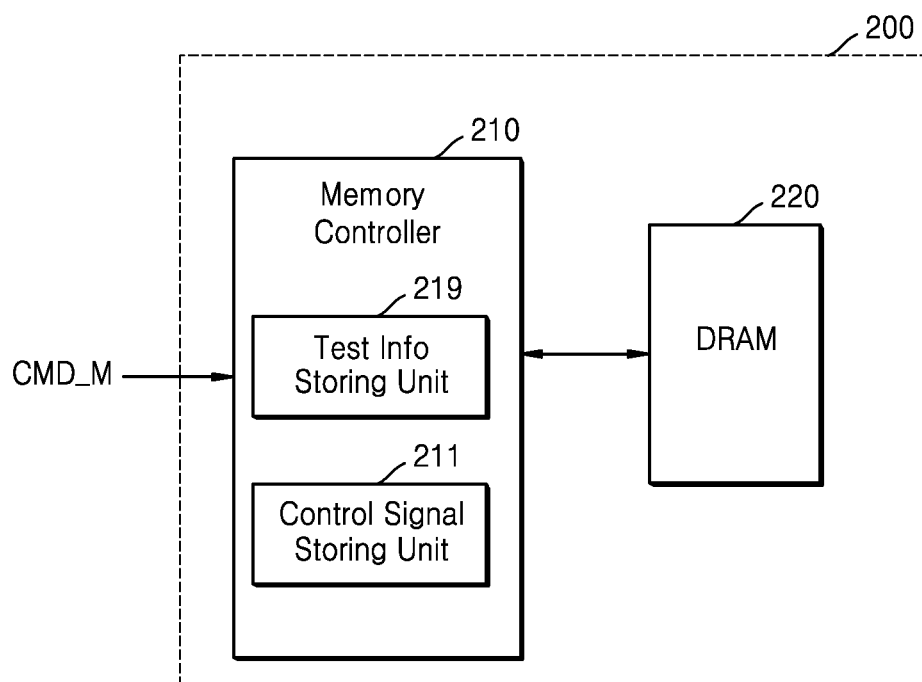 200
210
Memory
Controller
220
219
Test Info
Storing Unit
DRAM
CMD_M
211
Control Signal
Storing Unit